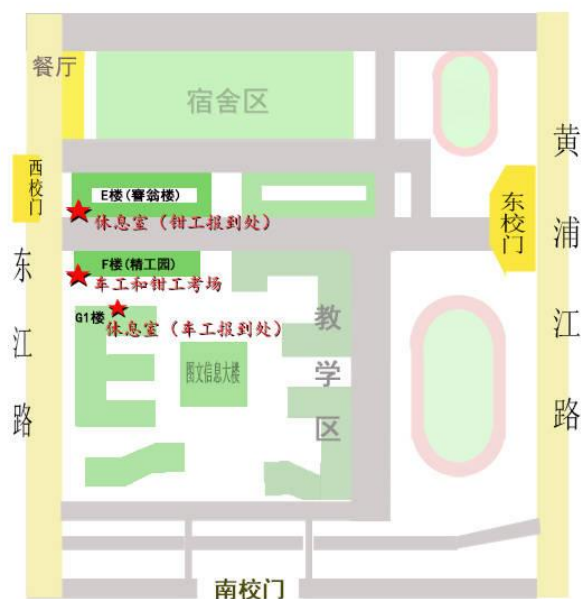 餐厅
宿舍区
黄浦江路
西校门
E楼(謇翁楼)
休息室（钳工报到处）
东校门
东江路
F楼(精工园)
车工和钳工考场
G1楼
休息室（车工报到处）
教学区
图文信息大楼
南校门